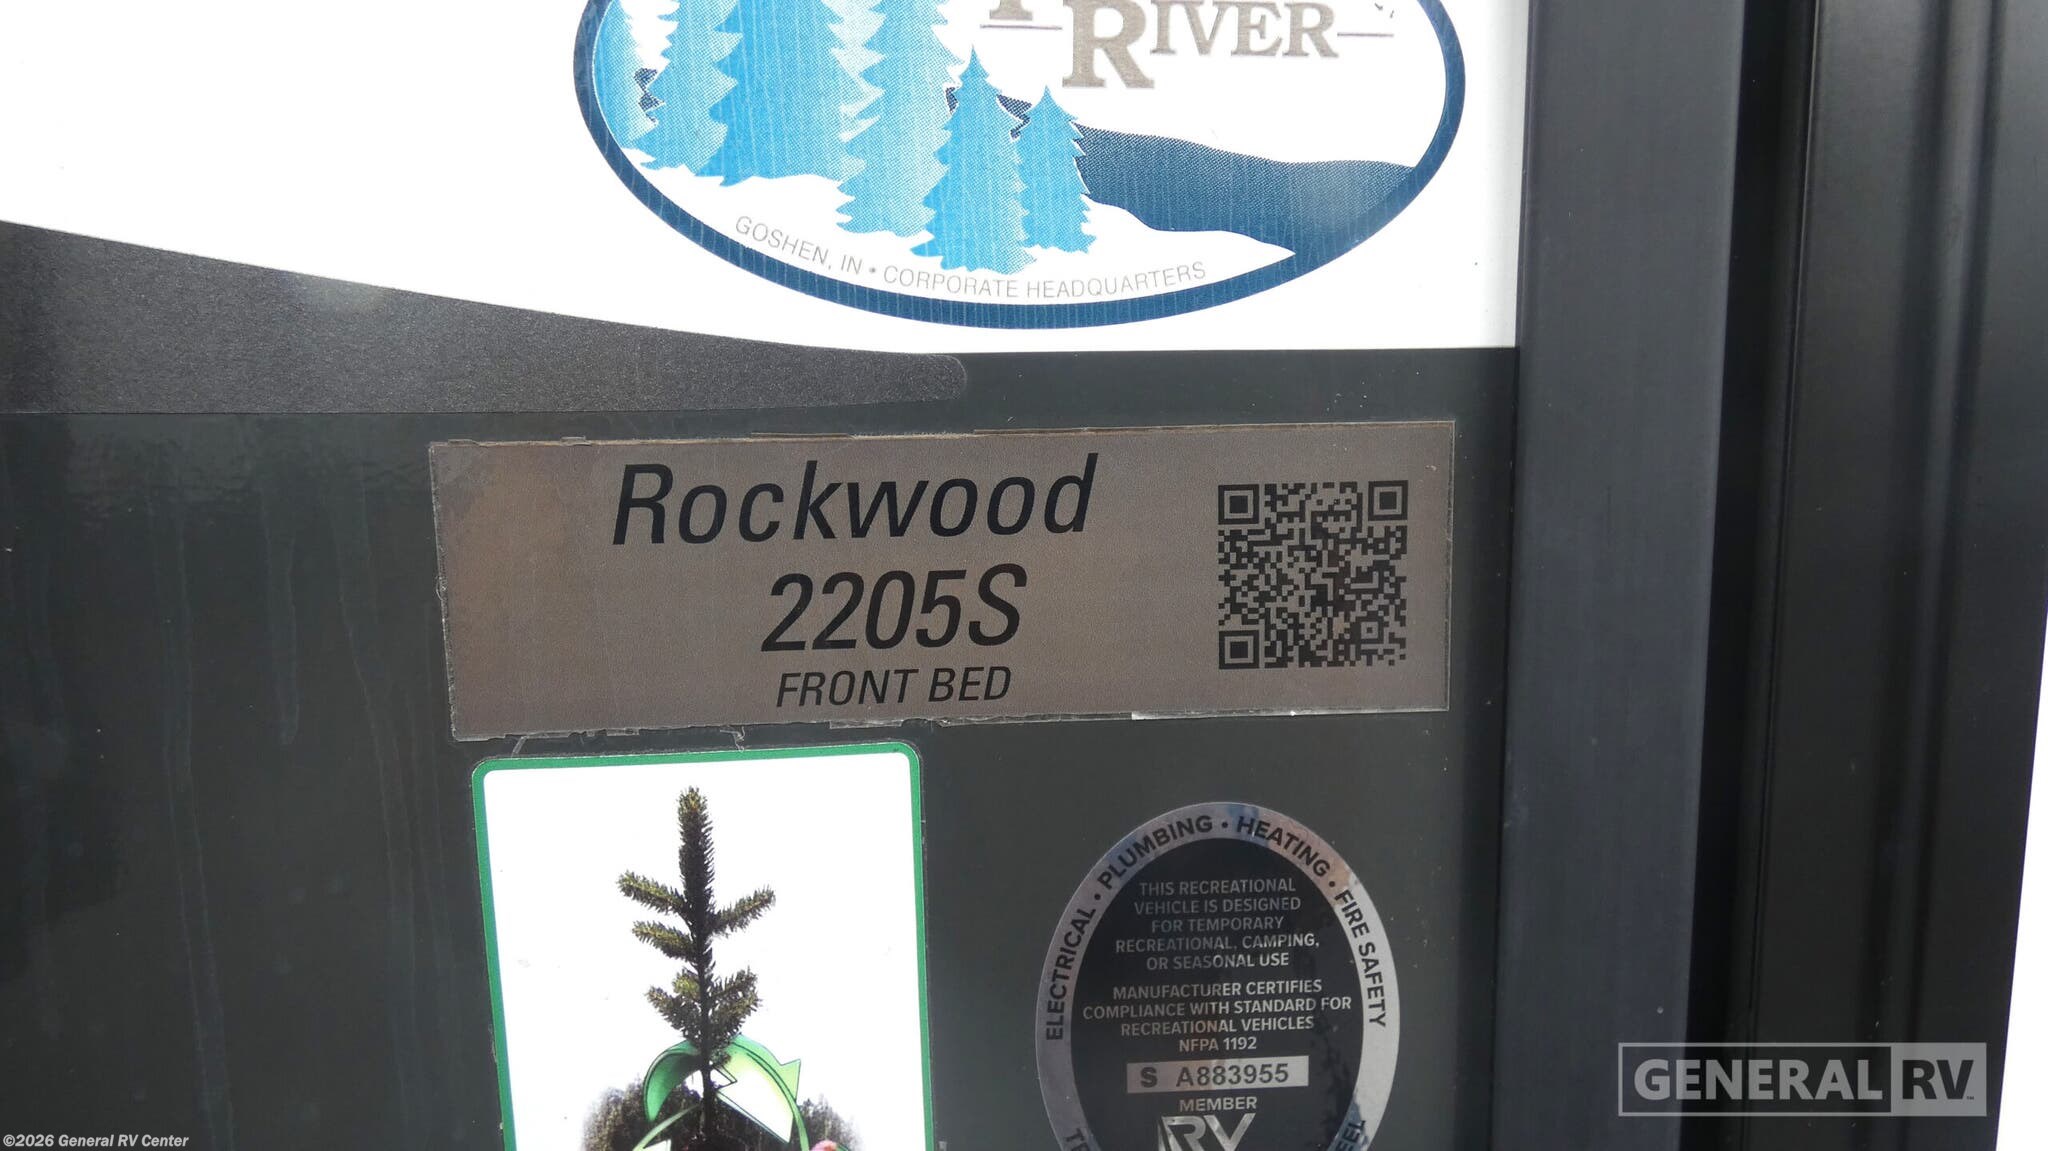 RIVER
GOSHEN, IN • CORPORATE HEADQUARTERS
Rockwood
2205S
FRONT BED
ELECTRICAL • PLUMBING • HEATING • FIRE SAFETY
THIS RECREATIONAL
VEHICLE IS DESIGNED
FOR TEMPORARY
RECREATIONAL, CAMPING,
OR SEASONAL USE
MANUFACTURER CERTIFIES
COMPLIANCE WITH STANDARD FOR
RECREATIONAL VEHICLES
NFPA 1192
S A883955
MEMBER
RV
GENERAL RV
©2026 General RV Center